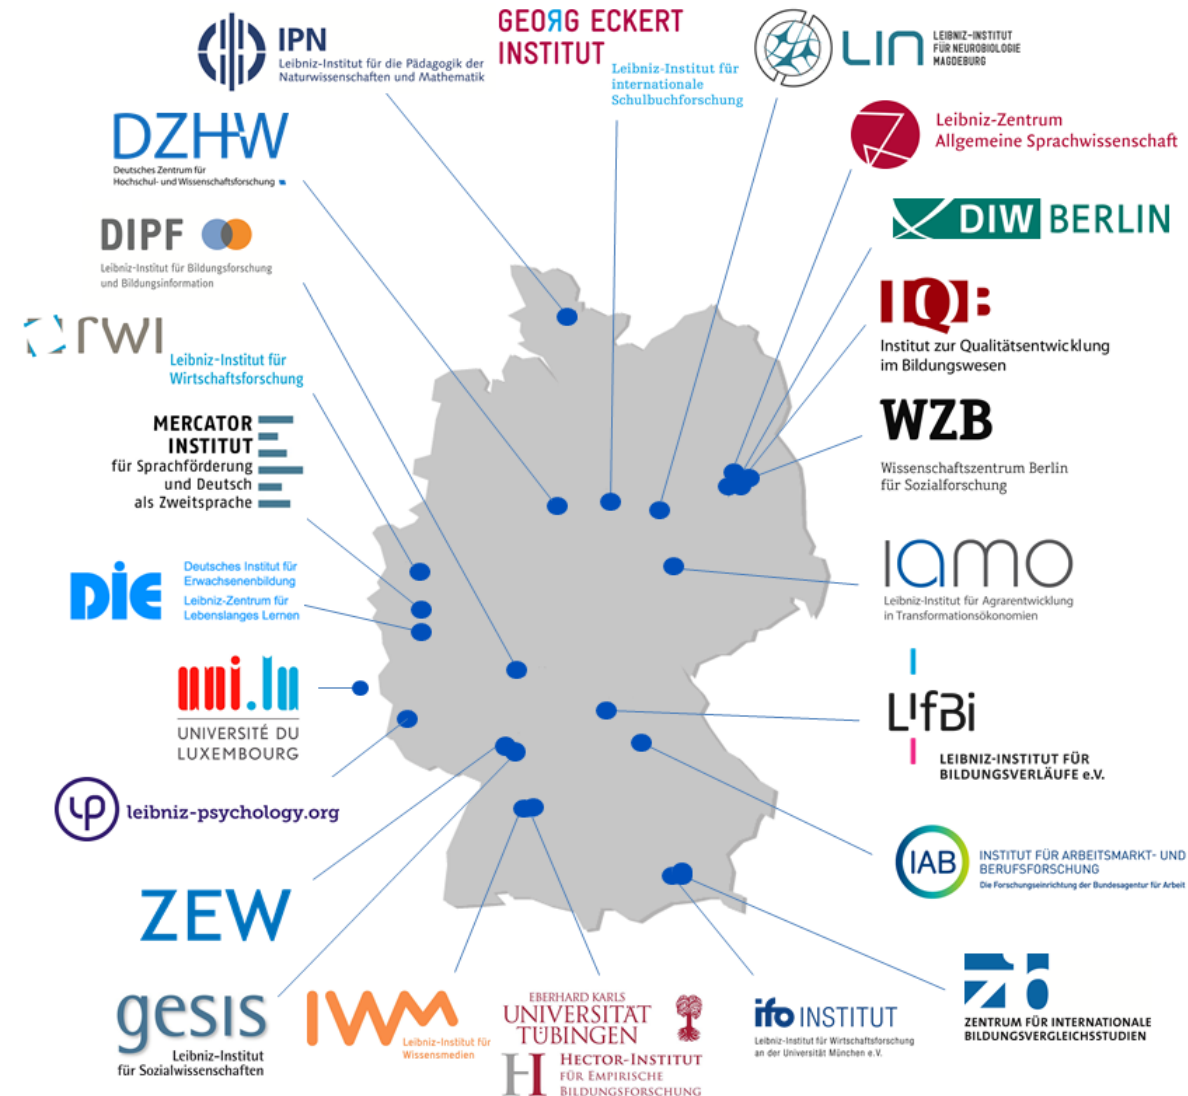 IPN
Leibniz-Institut für die Pädagogik der
Naturwissenschaften und Mathematik
GEORG ECKERT
INSTITUT
Leibniz-Institut für
internationale
Schulbuchforschung
LIN
LEIBNIZ-INSTITUT
FÜR NEUROBIOLOGIE
MAGDEBURG
DZHW
Deutsches Zentrum für
Hochschul- und Wissenschaftsforschung
Z
Leibniz-Zentrum
Allgemeine Sprachwissenschaft
DIPF
Leibniz-Institut für Bildungsforschung
und Bildungsinformation
DIW BERLIN
IQB
Institut zur Qualitätsentwicklung
im Bildungswesen
rwi
Leibniz-Institut für
Wirtschaftsforschung
MERCATOR
INSTITUT
für Sprachförderung
und Deutsch
als Zweitsprache
WZB
Wissenschaftszentrum Berlin
für Sozialforschung
DIE
Deutsches Institut für
Erwachsenenbildung
Leibniz-Zentrum für
Lebenslanges Lernen
IAMO
Leibniz-Institut für Agrarentwicklung
in Transformationsökonomien
uni.lu
UNIVERSITÉ DU
LUXEMBOURG
LIfBi
LEIBNIZ-INSTITUT FÜR
BILDUNGSVERLÄUFE e.V.
leibniz-psychology.org
IAB
INSTITUT FÜR ARBEITSMARKT- UND
BERUFSFORSCHUNG
Die Forschungseinrichtung der Bundesagentur für Arbeit
ZEW
gesis
Leibniz-Institut
für Sozialwissenschaften
IWM
Leibniz-Institut für
Wissensmedien
EBERHARD KARLS
UNIVERSITÄT
TÜBINGEN
H
HECTOR-INSTITUT
FÜR EMPIRISCHE
BILDUNGSFORSCHUNG
ifo INSTITUT
Leibniz-Institut für Wirtschaftsforschung
an der Universität München e.V.
ZIB
ZENTRUM FÜR INTERNATIONALE
BILDUNGSVERGLEICHSSTUDIEN